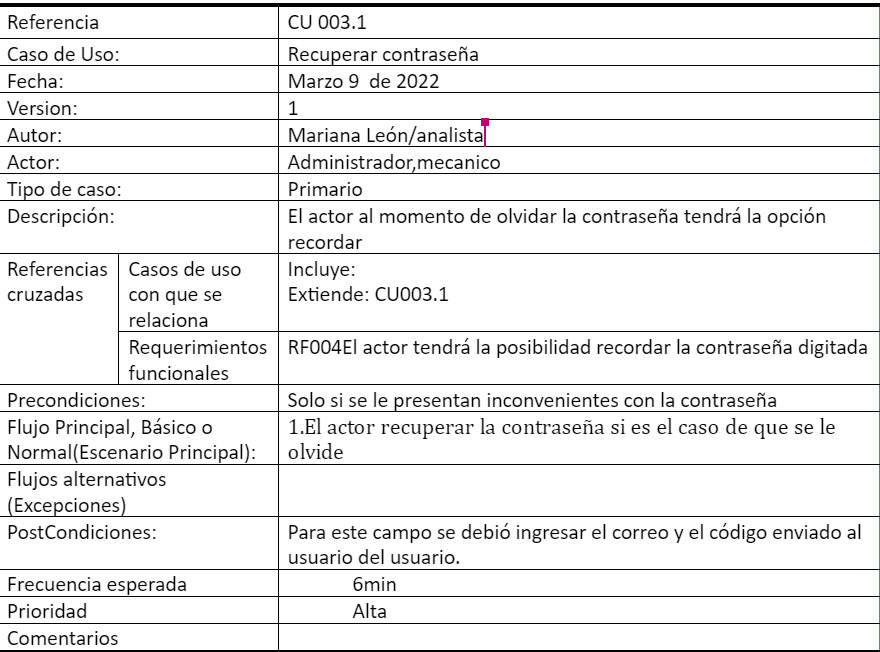 Referencia CU 003.1
Caso de Uso: Recuperar contraseña
Fecha: Marzo 9  de 2022
Version: 1
Autor: Mariana León/analista
Actor: Administrador,mecanico
Tipo de caso: Primario
Descripción: El actor al momento de olvidar la contraseña tendrá la opción
recordar
Referencias
cruzadas
Casos de uso
con que se
relaciona
Incluye:
Extiende: CU003.1
Requerimientos
funcionales
RF004El actor tendrá la posibilidad recordar la contraseña digitada
Precondiciones: Solo si se le presentan inconvenientes con la contraseña
Flujo Principal, Básico o
Normal(Escenario Principal):
1.El actor recuperar la contraseña si es el caso de que se le
olvide
Flujos alternativos
(Excepciones)
PostCondiciones: Para este campo se debió ingresar el correo y el código enviado al
usuario del usuario.
Frecuencia esperada 6min
Prioridad Alta
Comentarios